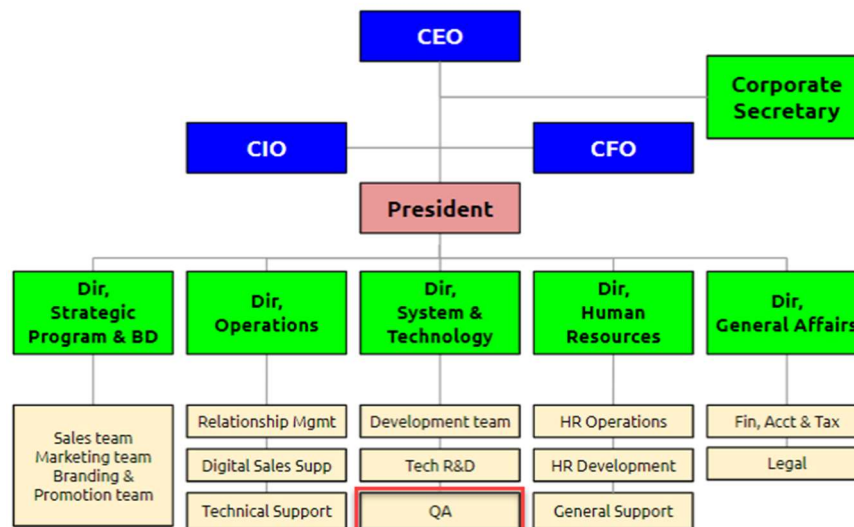 CEO
Corporate
Secretary
CIO
CFO
President
Dir,
Strategic
Program & BD
Dir,
Operations
Dir,
System &
Technology
Dir,
Human
Resources
Dir,
General Affairs
Sales team
Marketing team
Branding &
Promotion team
Relationship Mgmt
Digital Sales Supp
Technical Support
Development team
Tech R&D
QA
HR Operations
HR Development
General Support
Fin, Acct & Tax
Legal